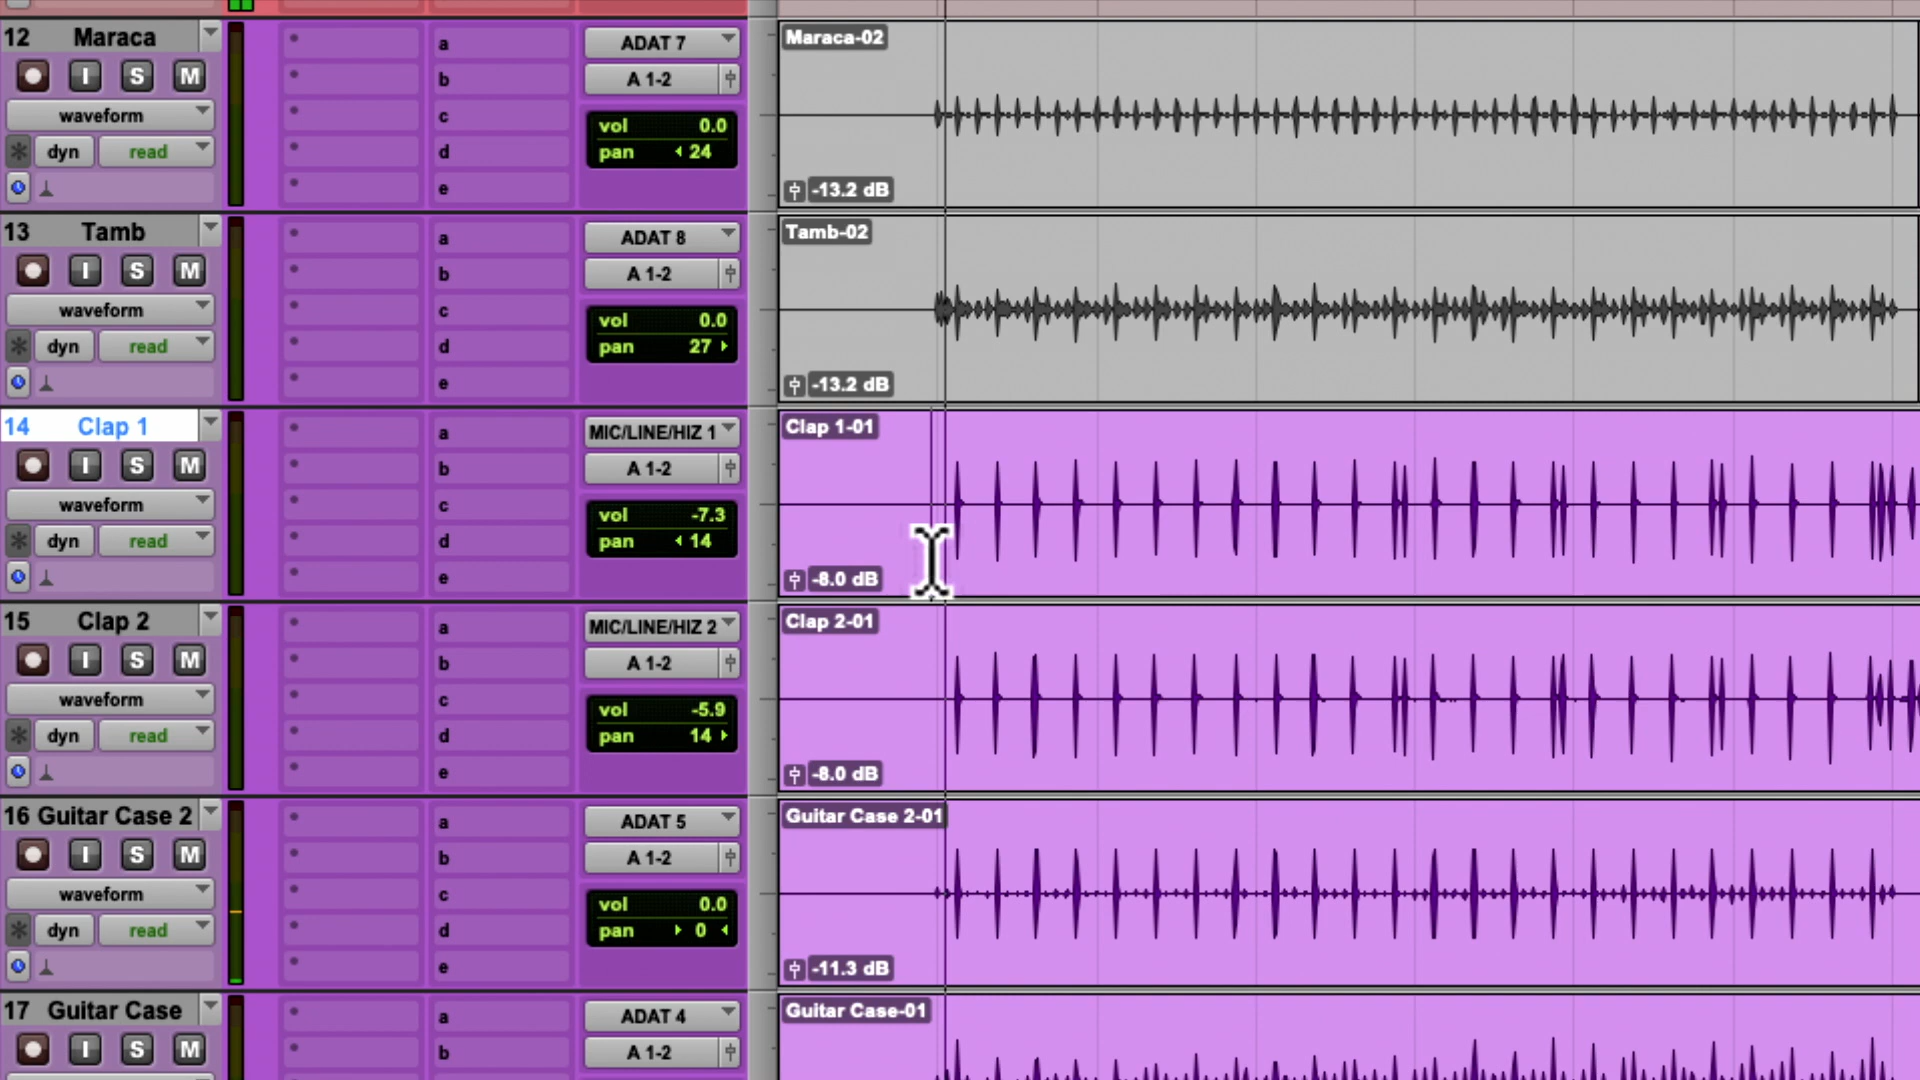 12 Maraca
I S M
waveform
dyn read
a
b
c
d
e
ADAT 7
A 1-2
vol 0.0
pan 24
Maraca-02
-13.2 dB
13 Tamb
I S M
waveform
dyn read
a
b
c
d
e
ADAT 8
A 1-2
vol 0.0
pan 27
Tamb-02
-13.2 dB
14 Clap 1
I S M
waveform
dyn read
a
b
c
d
e
MIC/LINE/HIZ 1
A 1-2
vol -7.3
pan 14
Clap 1-01
-8.0 dB
15 Clap 2
I S M
waveform
dyn read
a
b
c
d
e
MIC/LINE/HIZ 2
A 1-2
vol -5.9
pan 14
Clap 2-01
-8.0 dB
16 Guitar Case 2
I S M
waveform
dyn read
a
b
c
d
e
ADAT 5
A 1-2
vol 0.0
pan 0
Guitar Case 2-01
-11.3 dB
17 Guitar Case
I S M
a
b
ADAT 4
A 1-2
Guitar Case-01